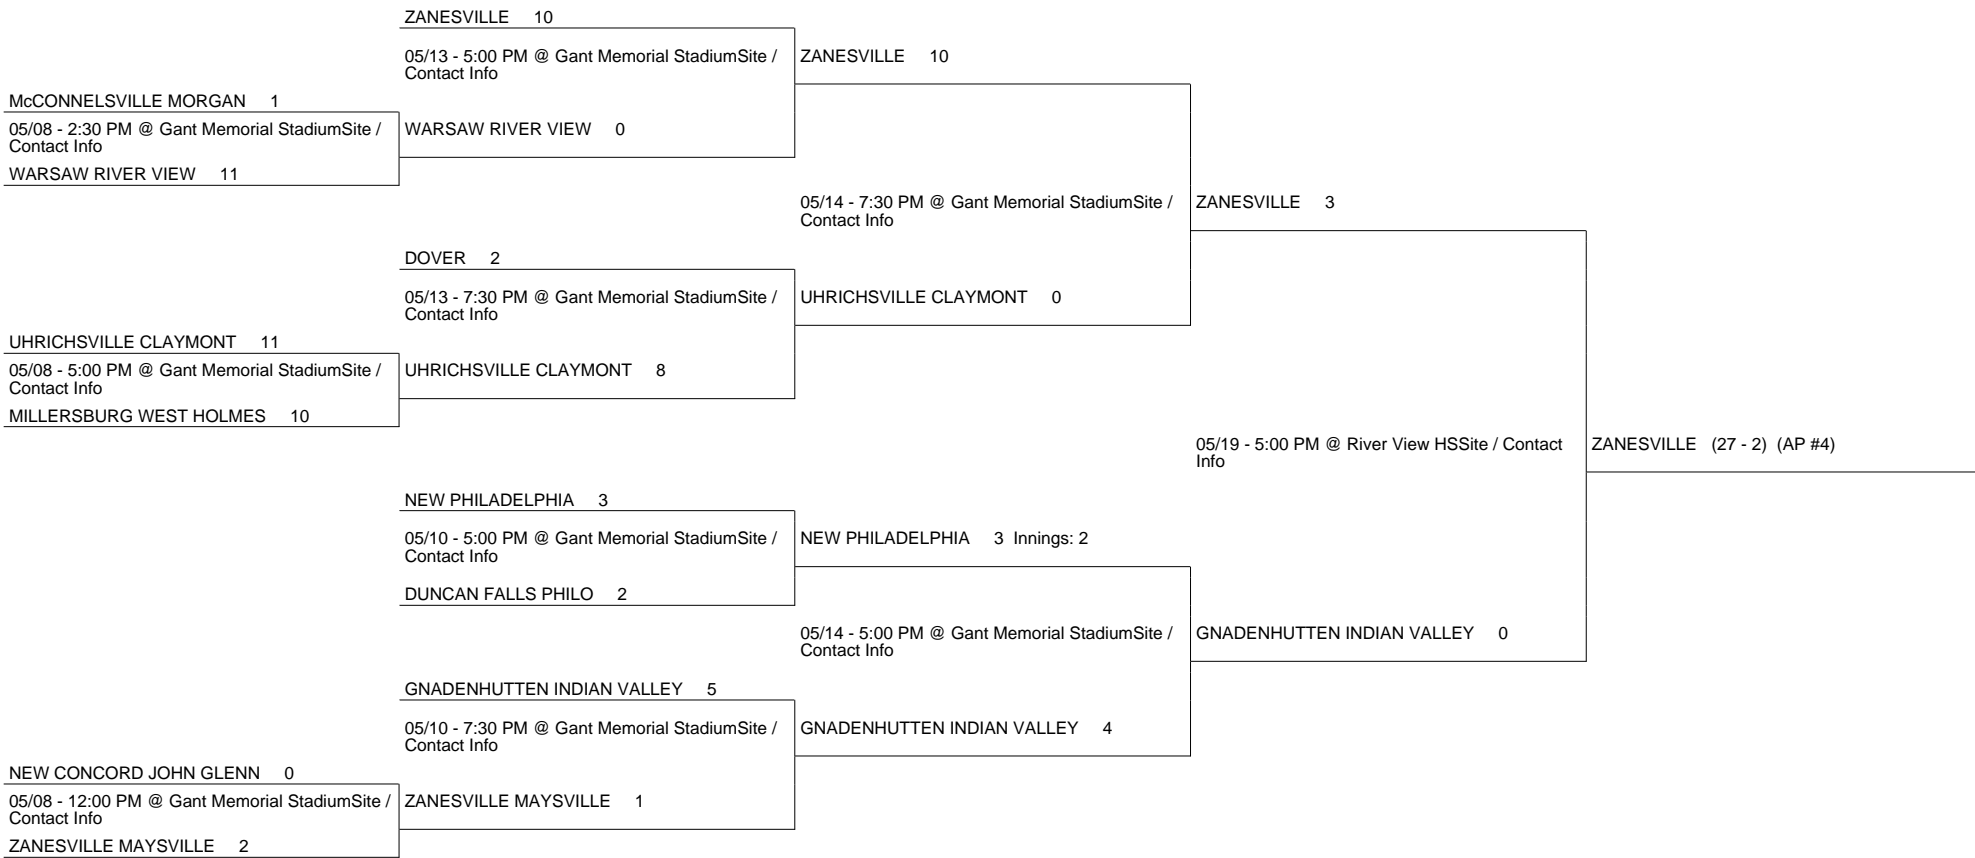 ZANESVILLE 10
05/13 - 5:00 PM @ Gant Memorial StadiumSite /
Contact Info
ZANESVILLE 10
McCONNELSVILLE MORGAN 1
05/08 - 2:30 PM @ Gant Memorial StadiumSite /
Contact Info
WARSAW RIVER VIEW 0
WARSAW RIVER VIEW 11
05/14 - 7:30 PM @ Gant Memorial StadiumSite /
Contact Info
ZANESVILLE 3
DOVER 2
05/13 - 7:30 PM @ Gant Memorial StadiumSite /
Contact Info
UHRICHSVILLE CLAYMONT 0
UHRICHSVILLE CLAYMONT 11
05/08 - 5:00 PM @ Gant Memorial StadiumSite /
Contact Info
UHRICHSVILLE CLAYMONT 8
MILLERSBURG WEST HOLMES 10
05/19 - 5:00 PM @ River View HSSite / Contact
Info
ZANESVILLE (27 - 2) (AP #4)
NEW PHILADELPHIA 3
05/10 - 5:00 PM @ Gant Memorial StadiumSite /
Contact Info
NEW PHILADELPHIA 3 Innings: 2
DUNCAN FALLS PHILO 2
05/14 - 5:00 PM @ Gant Memorial StadiumSite /
Contact Info
GNADENHUTTEN INDIAN VALLEY 0
GNADENHUTTEN INDIAN VALLEY 5
05/10 - 7:30 PM @ Gant Memorial StadiumSite /
Contact Info
GNADENHUTTEN INDIAN VALLEY 4
NEW CONCORD JOHN GLENN 0
05/08 - 12:00 PM @ Gant Memorial StadiumSite /
Contact Info
ZANESVILLE MAYSVILLE 1
ZANESVILLE MAYSVILLE 2